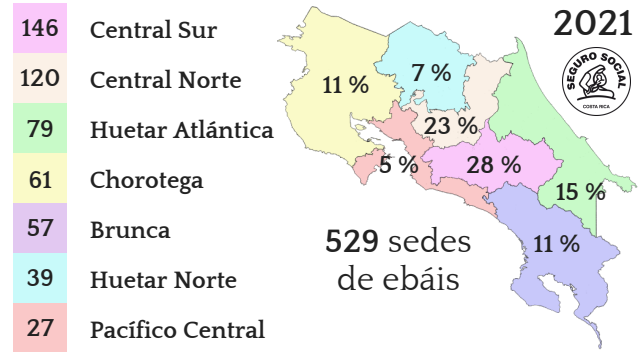 146 Central Sur
120 Central Norte
79 Huetar Atlántica
61 Chorotega
57 Brunca
39 Huetar Norte
27 Pacífico Central
2021
SEGURO SOCIAL
COSTA RICA
11 %
7 %
23 %
5 %
28 %
15 %
11 %
529 sedes
de ebáis